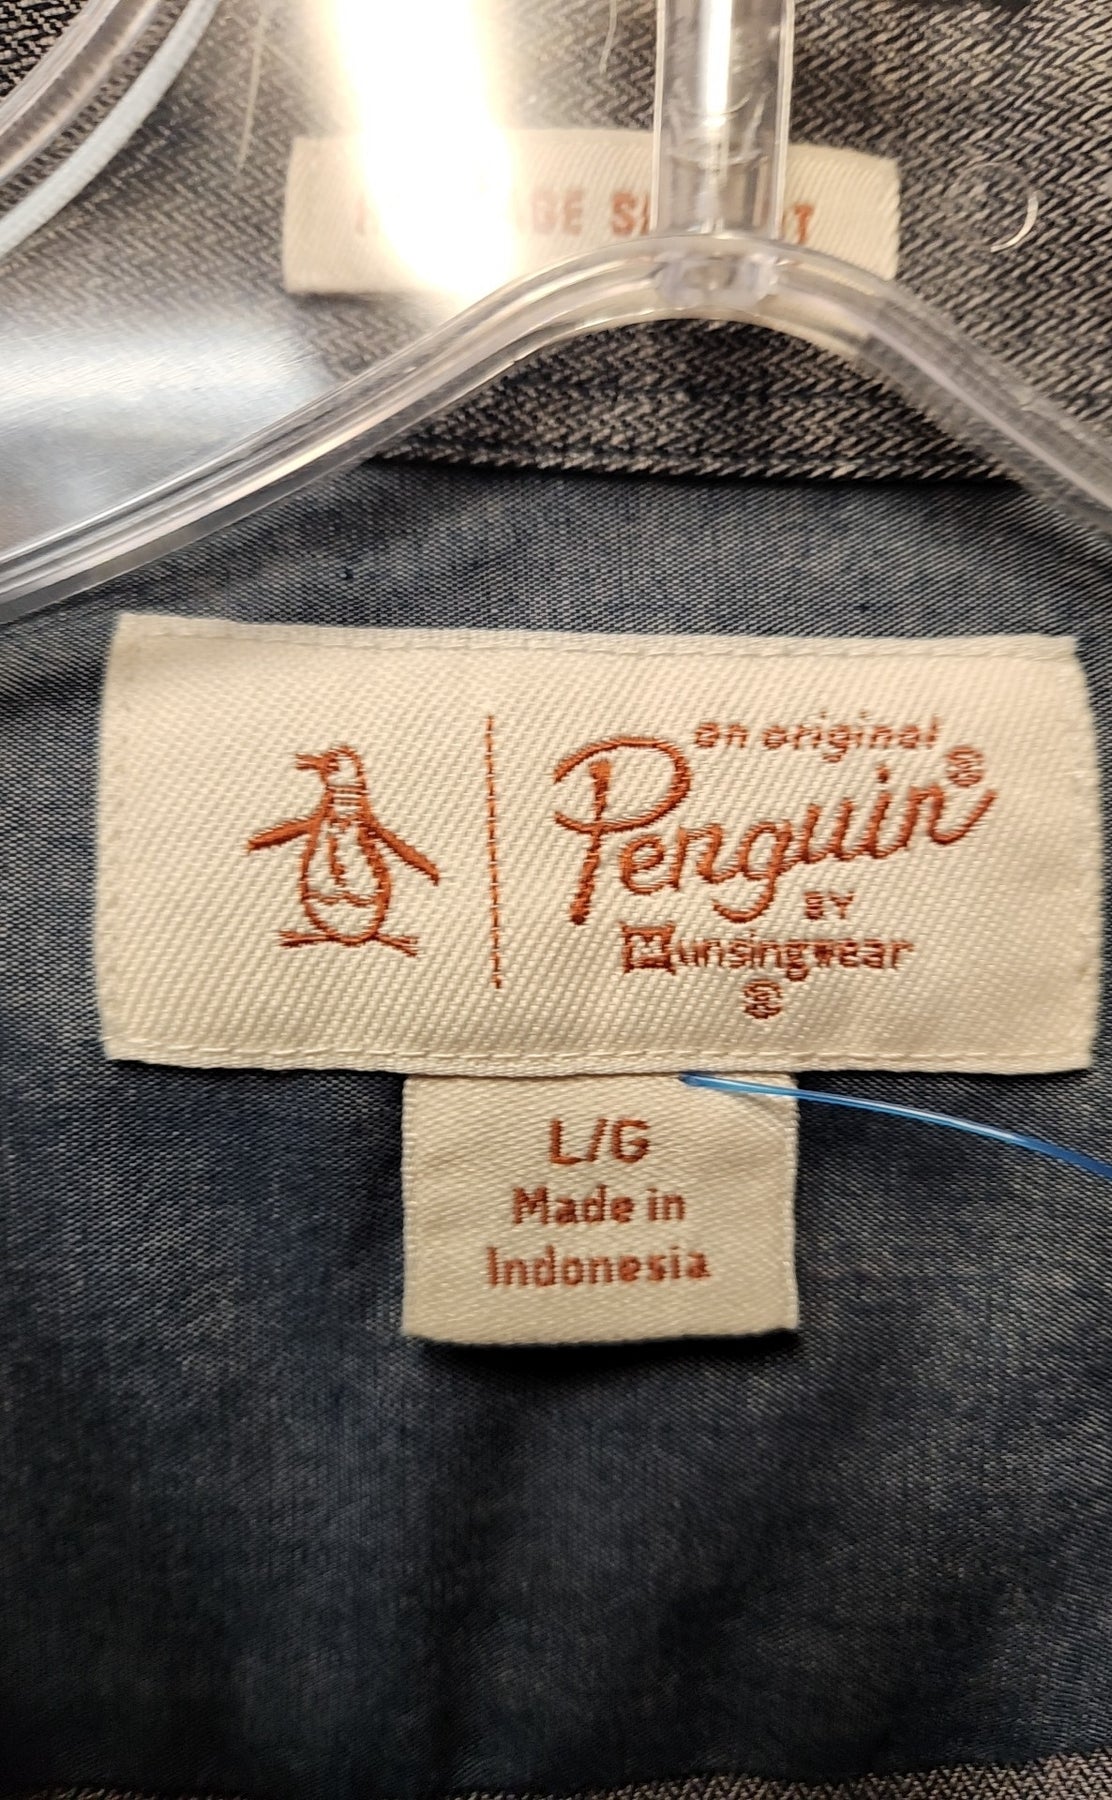 an original
Penguin®
BY
Munsingwear
®
L/G
Made in
Indonesia